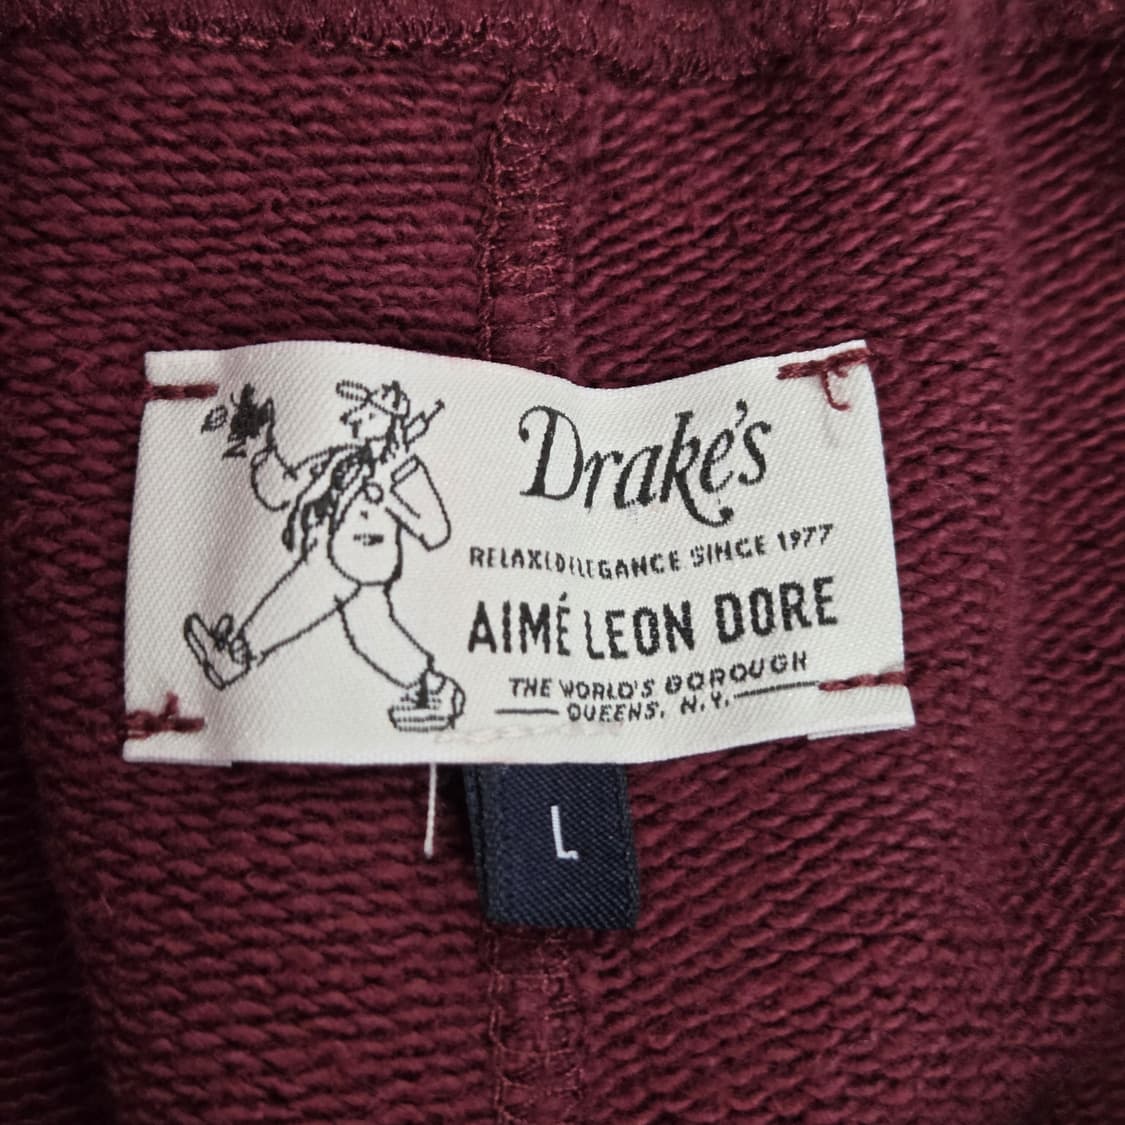 Drake's
RELAXED ELEGANCE SINCE 1977
AIMÉ LEON DORE
THE WORLD'S BOROUGH
QUEENS, N.Y.
L